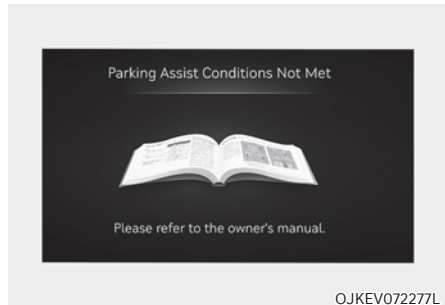 Parking Assist Conditions Not Met
Please refer to the owner's manual.
OJKEV072277L